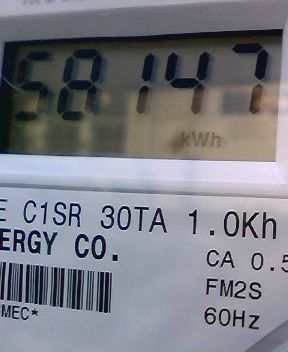 58147
kWh
E C1SR 30TA 1.0Kh
ERGY CO.
CA 0.5
FM2S
MEC*
60Hz